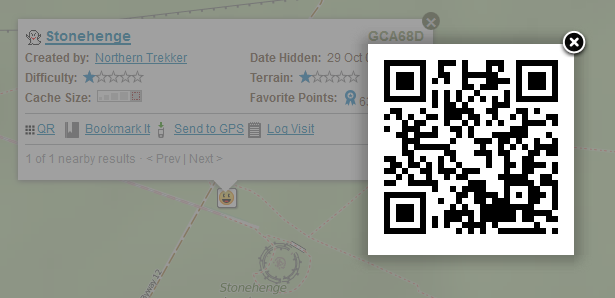 Stonehenge GCA68D
Created by: Northern Trekker Date Hidden: 29 Oct
Difficulty: Terrain:
Cache Size: Favorite Points:
QR Bookmark It Send to GPS Log Visit
1 of 1 nearby results · < Prev | Next >
Stonehenge